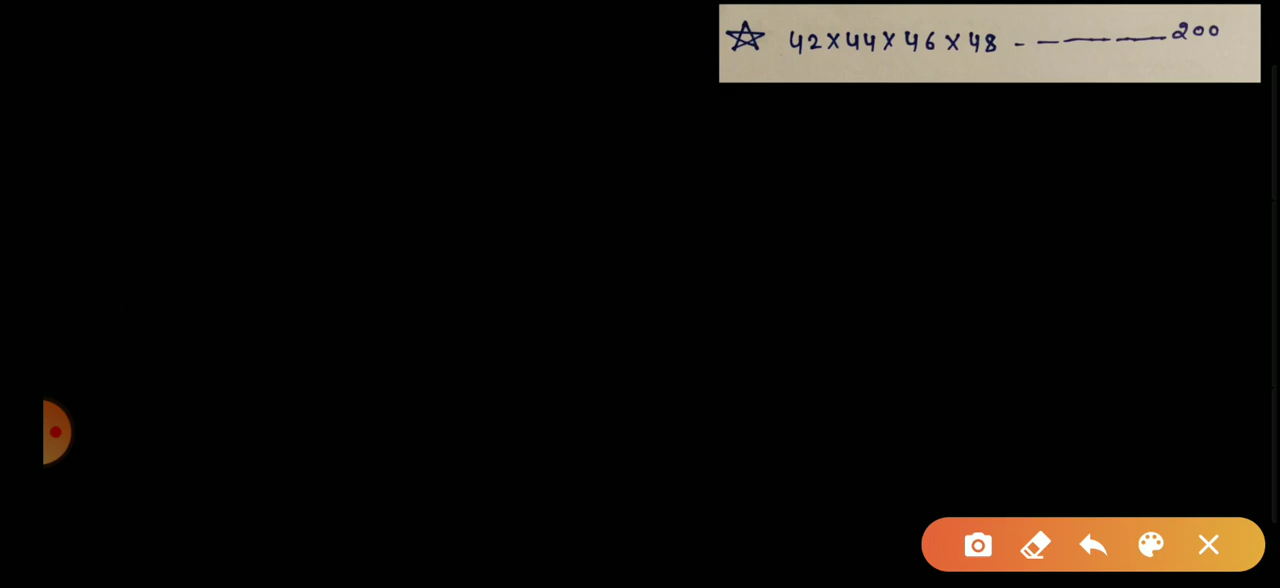 ☆ 42×44×46×48 - — — — 200